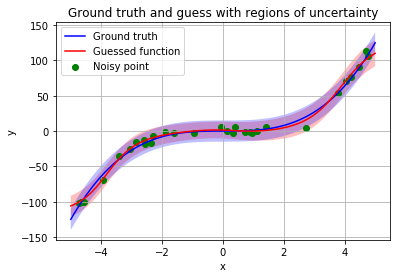 Ground truth and guess with regions of uncertainty
Ground truth
Guessed function
Noisy point
150
100
50
0
−50
−100
−150
y
−4
−2
0
2
4
x